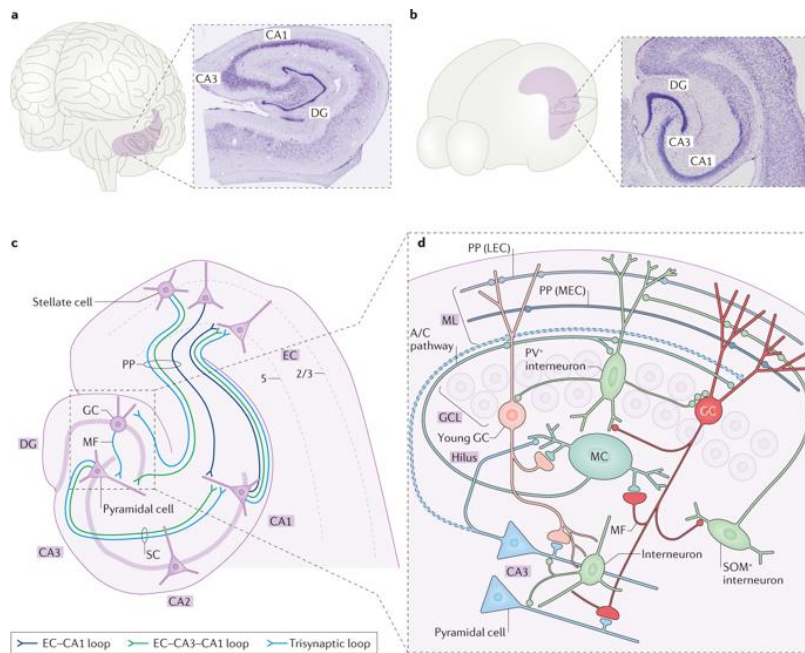 a
CA1
CA3
DG
b
DG
CA3
CA1
c
Stellate cell
EC
2/3
5
PP
GC
DG
MF
Pyramidal cell
CA1
CA3
SC
CA2
EC–CA1 loop
EC–CA3–CA1 loop
Trisynaptic loop
d
PP (LEC)
PP (MEC)
ML
A/C
pathway
PV⁺
interneuron
GCL
GC
Young GC
Hilus
MC
MF
Interneuron
SOM⁺
interneuron
CA3
Pyramidal cell